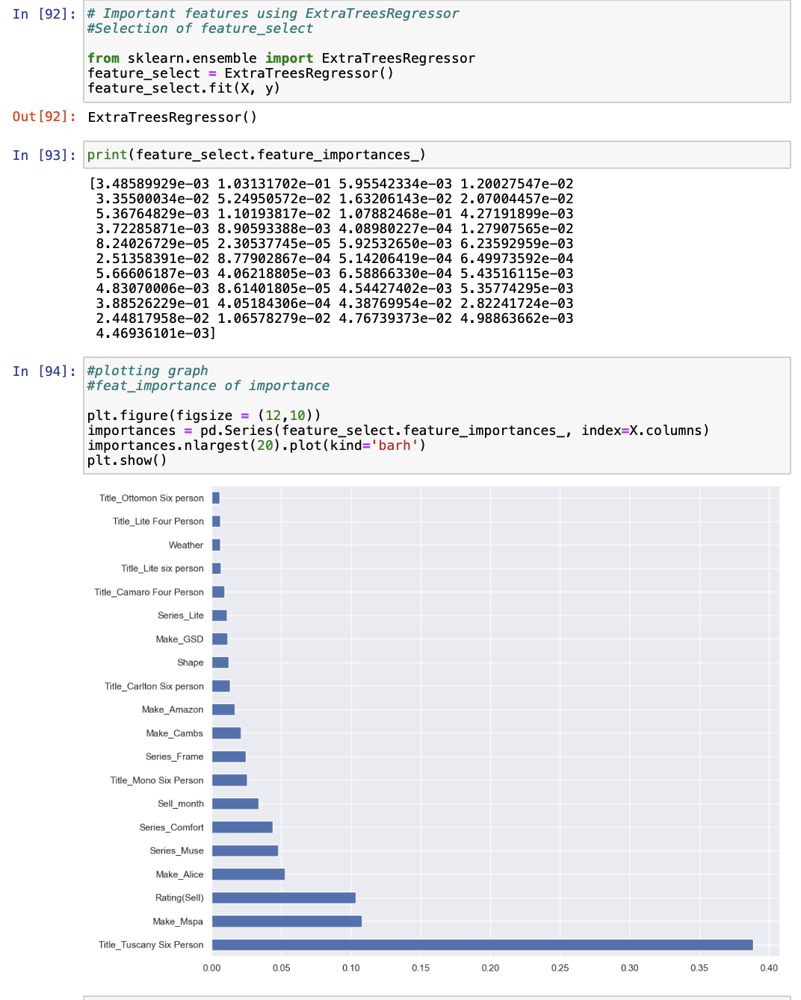 In [92]: # Important features using ExtraTreesRegressor
#Selection of feature_select
from sklearn.ensemble import ExtraTreesRegressor
feature_select = ExtraTreesRegressor()
feature_select.fit(X, y)
Out[92]: ExtraTreesRegressor()
In [93]: print(feature_select.feature_importances_)
[3.48589929e-03 1.03131702e-01 5.95542334e-03 1.20027547e-02
3.35500034e-02 5.24950572e-02 1.63206143e-02 2.07004457e-02
5.36764829e-03 1.10193817e-02 1.07882468e-01 4.27191899e-03
3.72285871e-03 8.90593388e-03 4.08980227e-04 1.27907565e-02
8.24026729e-05 2.30537745e-05 5.92532650e-03 6.23592959e-03
2.51358391e-02 8.77902867e-04 5.14206419e-04 6.49973592e-04
5.66606187e-03 4.06218805e-03 6.58866330e-04 5.43516115e-03
4.83070006e-03 8.61401805e-05 4.54427402e-03 5.35774295e-03
3.88526229e-01 4.05184306e-04 4.38769954e-02 2.82241724e-03
2.44817958e-02 1.06578279e-02 4.76739373e-02 4.98863662e-03
4.46936101e-03]
In [94]: #plotting graph
#feat_importance of importance
plt.figure(figsize = (12,10))
importances = pd.Series(feature_select.feature_importances_, index=X.columns)
importances.nlargest(20).plot(kind='barh')
plt.show()
Title_Ottomon Six person
Title_Lite Four Person
Weather
Title_Lite six person
Title_Camaro Four Person
Series_Lite
Make_GSD
Shape
Title_Carlton Six person
Make_Amazon
Make_Cambs
Series_Frame
Title_Mono Six Person
Sell_month
Series_Comfort
Series_Muse
Make_Alice
Rating(Sell)
Make_Mspa
Title_Tuscany Six Person
0.00 0.05 0.10 0.15 0.20 0.25 0.30 0.35 0.40